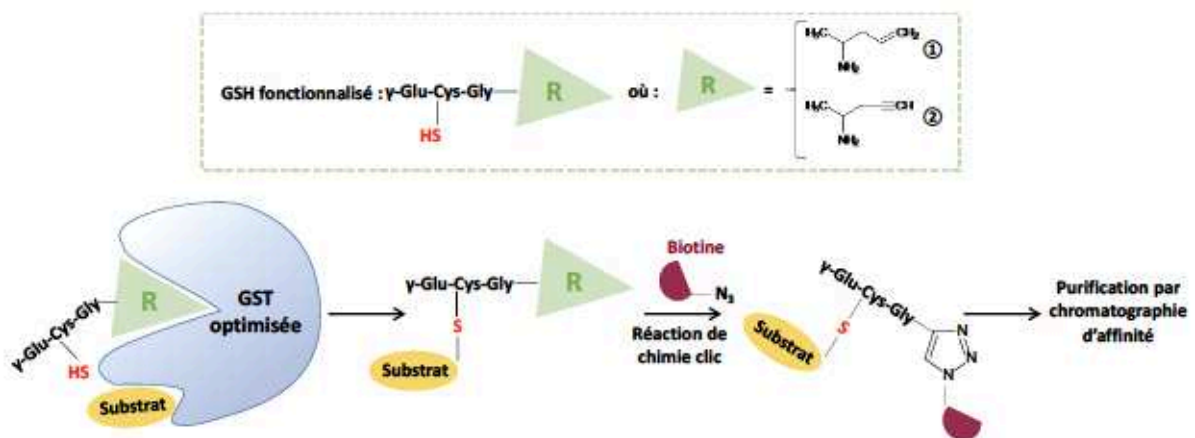 H₃C
CH₂
NH₂
①
GSH fonctionnalisé : γ-Glu-Cys-Gly
R
où :
R
=
HS
H₃C
CH
NH₂
②
γ-Glu-Cys-Gly
HS
R
GST
optimisée
Substrat
γ-Glu-Cys-Gly
R
S
Substrat
Biotine
N₃
Réaction de
chimie clic
γ-Glu-Cys-Gly
S
Substrat
N
N
N
Purification par
chromatographie
d'affinité